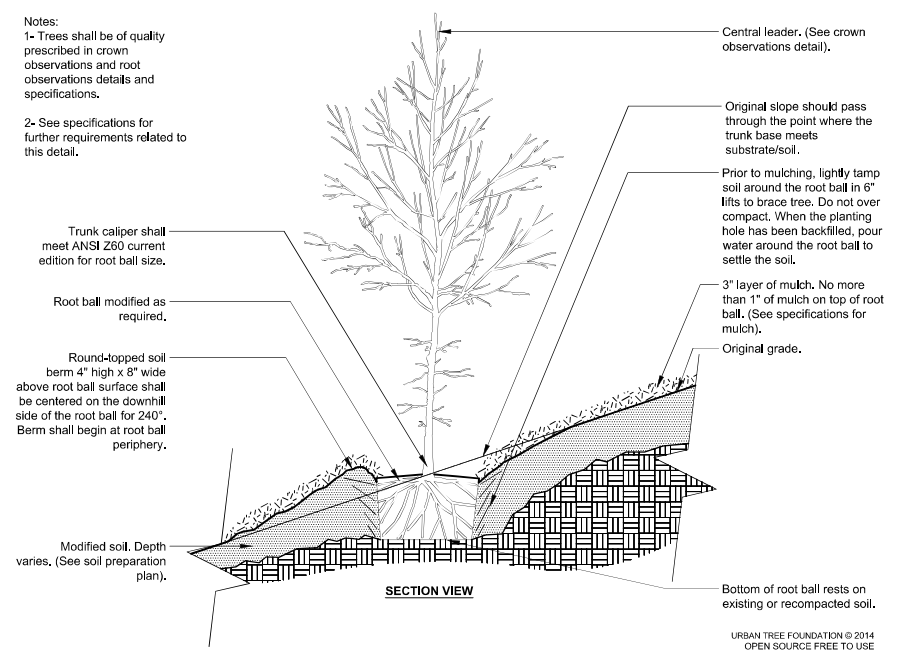 Notes:
1- Trees shall be of quality
prescribed in crown
observations and root
observations details and
specifications.
2- See specifications for
further requirements related to
this detail.
Trunk caliper shall
meet ANSI Z60 current
edition for root ball size.
Root ball modified as
required.
Round-topped soil
berm 4" high x 8" wide
above root ball surface shall
be centered on the downhill
side of the root ball for 240°.
Berm shall begin at root ball
periphery.
Modified soil. Depth
varies. (See soil preparation
plan).
Central leader. (See crown
observations detail).
Original slope should pass
through the point where the
trunk base meets
substrate/soil.
Prior to mulching, lightly tamp
soil around the root ball in 6"
lifts to brace tree. Do not over
compact. When the planting
hole has been backfilled, pour
water around the root ball to
settle the soil.
3" layer of mulch. No more
than 1" of mulch on top of root
ball. (See specifications for
mulch).
Original grade.
Bottom of root ball rests on
existing or recompacted soil.
SECTION VIEW
URBAN TREE FOUNDATION © 2014
OPEN SOURCE FREE TO USE